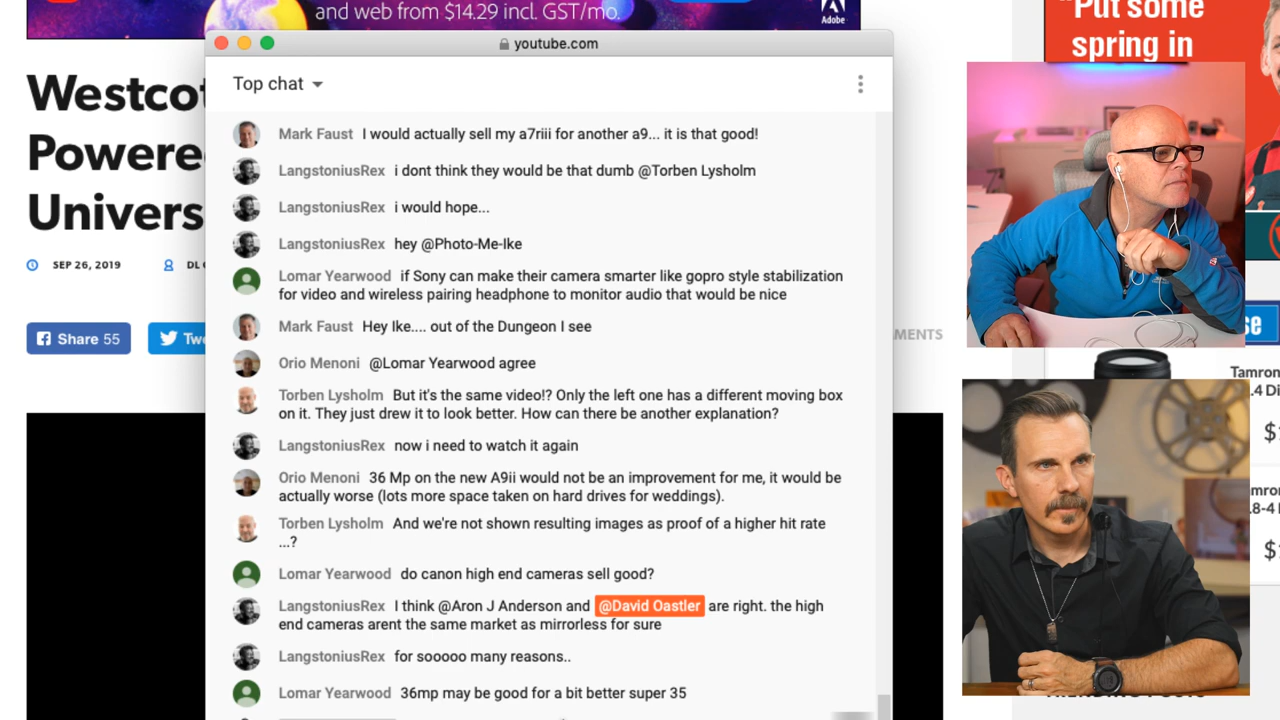 and web from $14.29 incl. GST/mo.
Adobe
"Put some
spring in
youtube.com
Top chat
Westcot
Powere
Univers
SEP 26, 2019
DL
Share 55
Twe
MENTS
Mark Faust I would actually sell my a7riii for another a9... it is that good!
LangstoniusRex i dont think they would be that dumb @Torben Lysholm
LangstoniusRex i would hope...
LangstoniusRex hey @Photo-Me-Ike
Lomar Yearwood if Sony can make their camera smarter like gopro style stabilization
for video and wireless pairing headphone to monitor audio that would be nice
Mark Faust Hey Ike.... out of the Dungeon I see
Orio Menoni @Lomar Yearwood agree
Torben Lysholm But it's the same video!? Only the left one has a different moving box
on it. They just drew it to look better. How can there be another explanation?
LangstoniusRex now i need to watch it again
Orio Menoni 36 Mp on the new A9ii would not be an improvement for me, it would be
actually worse (lots more space taken on hard drives for weddings).
Torben Lysholm And we're not shown resulting images as proof of a higher hit rate
...?
Lomar Yearwood do canon high end cameras sell good?
LangstoniusRex I think @Aron J Anderson and @David Oastler are right. the high
end cameras arent the same market as mirrorless for sure
LangstoniusRex for sooooo many reasons..
Lomar Yearwood 36mp may be good for a bit better super 35
se
Tamron
.4 Di
$
mron
.8-4 D
$